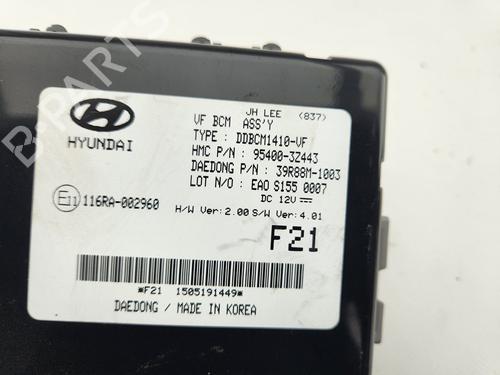 B-PARTS
JH LEE (837)
VF BCM ASS'Y
TYPE : DDBCM1410-VF
HMC P/N : 95400-3Z443
DAEDONG P/N : 39R88M-1003
LOT N/O : EAO S155 0007
DC 12V
HYUNDAI
E11 116RA-002960
H/W Ver: 2.00 S/W Ver: 4.01
F21
*F21 1505191449*
DAEDONG / MADE IN KOREA